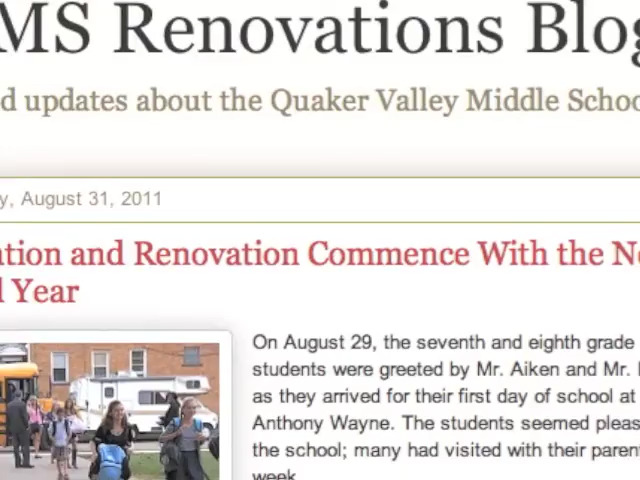 MS Renovations Blog
d updates about the Quaker Valley Middle Schoo
y, August 31, 2011
ation and Renovation Commence With the Ne
l Year
On August 29, the seventh and eighth grade
students were greeted by Mr. Aiken and Mr.
as they arrived for their first day of school at
Anthony Wayne. The students seemed pleas
the school; many had visited with their paren
week